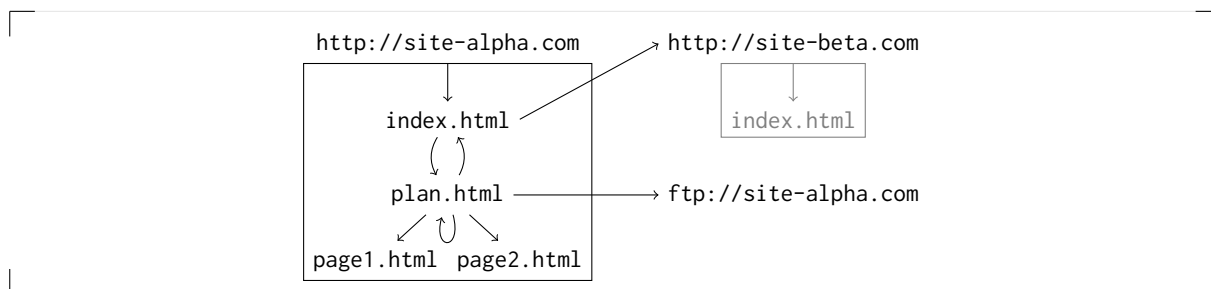 http://site-alpha.com http://site-beta.com
index.html index.html
plan.html ftp://site-alpha.com
page1.html page2.html